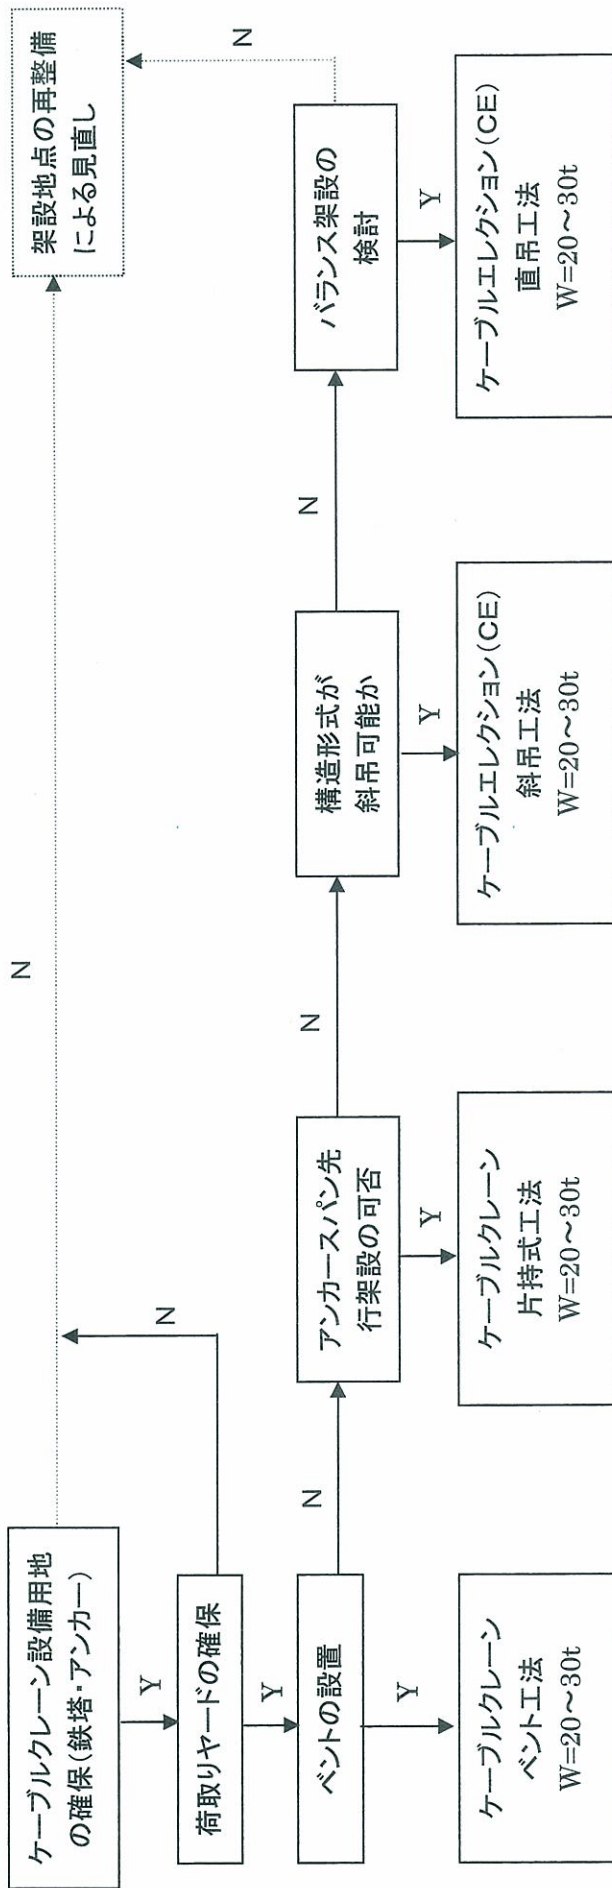 ケーブルクレーン設備用地
の確保(鉄塔・アンカー)
N
架設地点の再整備
による見直し
Y
荷取りヤードの確保
N
N
Y
ベントの設置
N
アンカースパン先
行架設の可否
N
構造形式が
斜吊可能か
N
バランス架設の
検討
Y
Y
Y
Y
ケーブルクレーン
ベント工法
W=20~30t
ケーブルクレーン
片持式工法
W=20~30t
ケーブルエレクション(CE)
斜吊工法
W=20~30t
ケーブルエレクション(CE)
直吊工法
W=20~30t